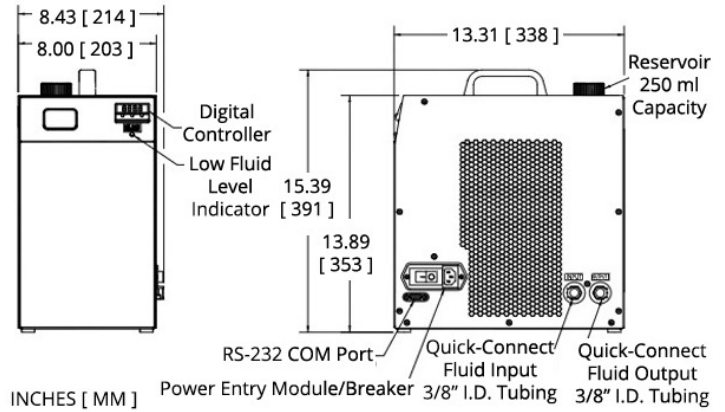 8.43 [ 214 ]
8.00 [ 203 ]
13.31 [ 338 ]
Reservoir
250 ml
Capacity
Digital
Controller
Low Fluid
Level
Indicator
15.39
[ 391 ]
13.89
[ 353 ]
INPUT
OUTPUT
RS-232 COM Port
Power Entry Module/Breaker
Quick-Connect
Fluid Input
3/8" I.D. Tubing
Quick-Connect
Fluid Output
3/8" I.D. Tubing
INCHES [ MM ]